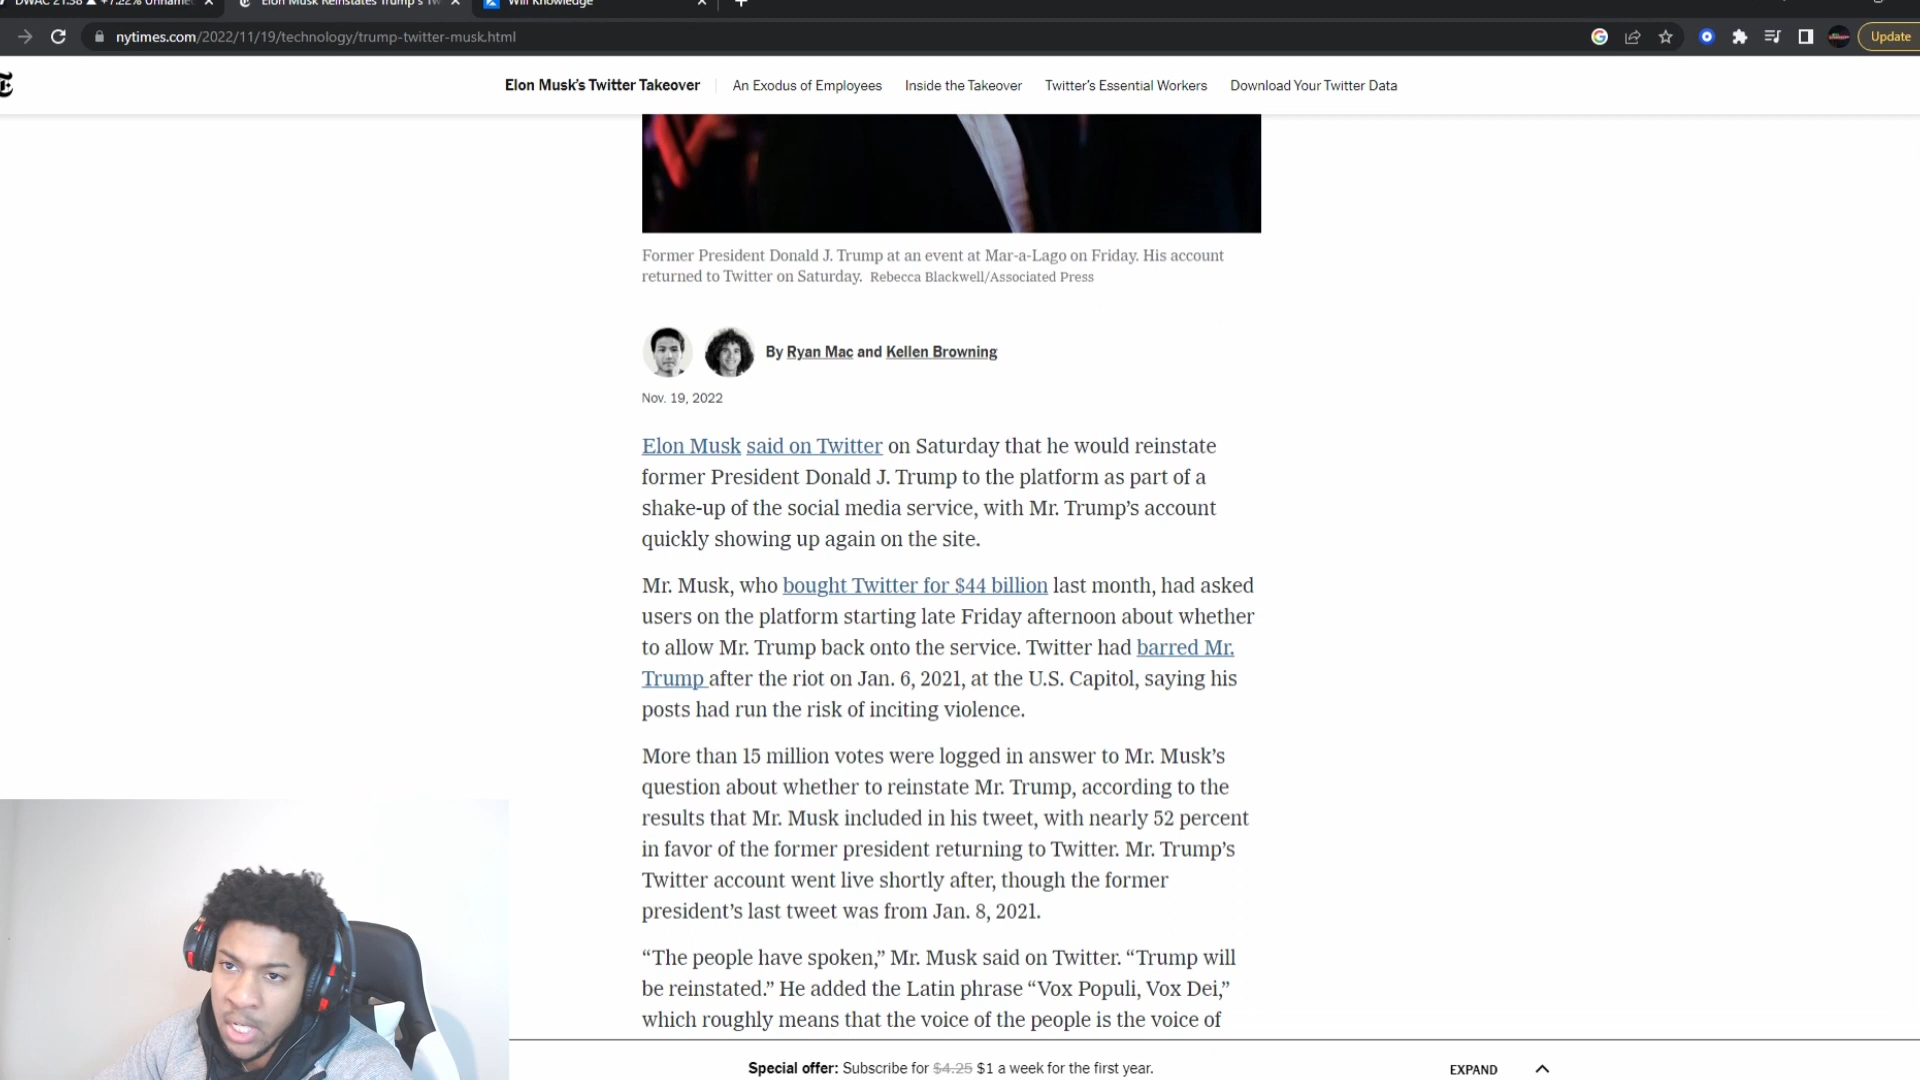 DWAC 21.38 ▲ +7.22% Unname
Elon Musk Reinstates Trump's Tw
Will Knowledge
nytimes.com/2022/11/19/technology/trump-twitter-musk.html
Update
Elon Musk's Twitter Takeover
An Exodus of Employees
Inside the Takeover
Twitter's Essential Workers
Download Your Twitter Data
Former President Donald J. Trump at an event at Mar-a-Lago on Friday. His account
returned to Twitter on Saturday. Rebecca Blackwell/Associated Press
By Ryan Mac and Kellen Browning
Nov. 19, 2022
Elon Musk said on Twitter on Saturday that he would reinstate
former President Donald J. Trump to the platform as part of a
shake-up of the social media service, with Mr. Trump’s account
quickly showing up again on the site.
Mr. Musk, who bought Twitter for $44 billion last month, had asked
users on the platform starting late Friday afternoon about whether
to allow Mr. Trump back onto the service. Twitter had barred Mr.
Trump after the riot on Jan. 6, 2021, at the U.S. Capitol, saying his
posts had run the risk of inciting violence.
More than 15 million votes were logged in answer to Mr. Musk’s
question about whether to reinstate Mr. Trump, according to the
results that Mr. Musk included in his tweet, with nearly 52 percent
in favor of the former president returning to Twitter. Mr. Trump’s
Twitter account went live shortly after, though the former
president’s last tweet was from Jan. 8, 2021.
“The people have spoken,” Mr. Musk said on Twitter. “Trump will
be reinstated.” He added the Latin phrase “Vox Populi, Vox Dei,”
which roughly means that the voice of the people is the voice of
Special offer: Subscribe for $4.25 $1 a week for the first year.
EXPAND